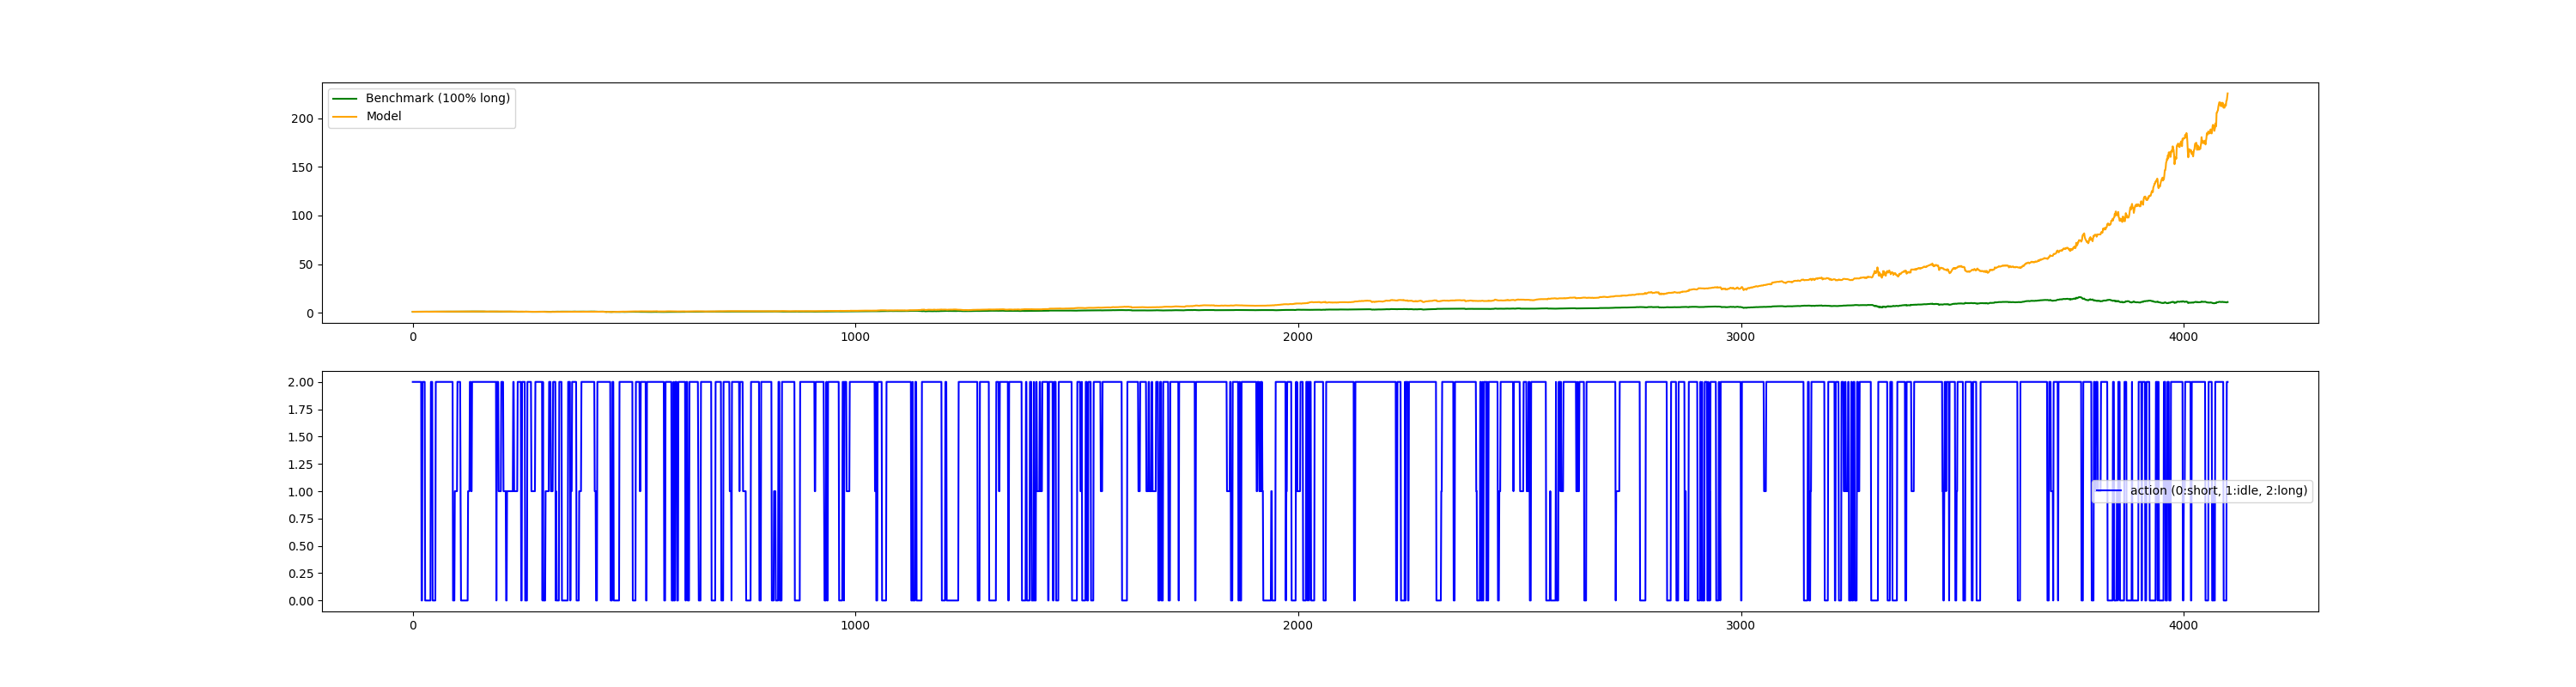 Benchmark (100% long)
Model
200
150
100
50
0
0 1000 2000 3000 4000
2.00
1.75
1.50
1.25
1.00
0.75
0.50
0.25
0.00
action (0:short, 1:idle, 2:long)
0 1000 2000 3000 4000